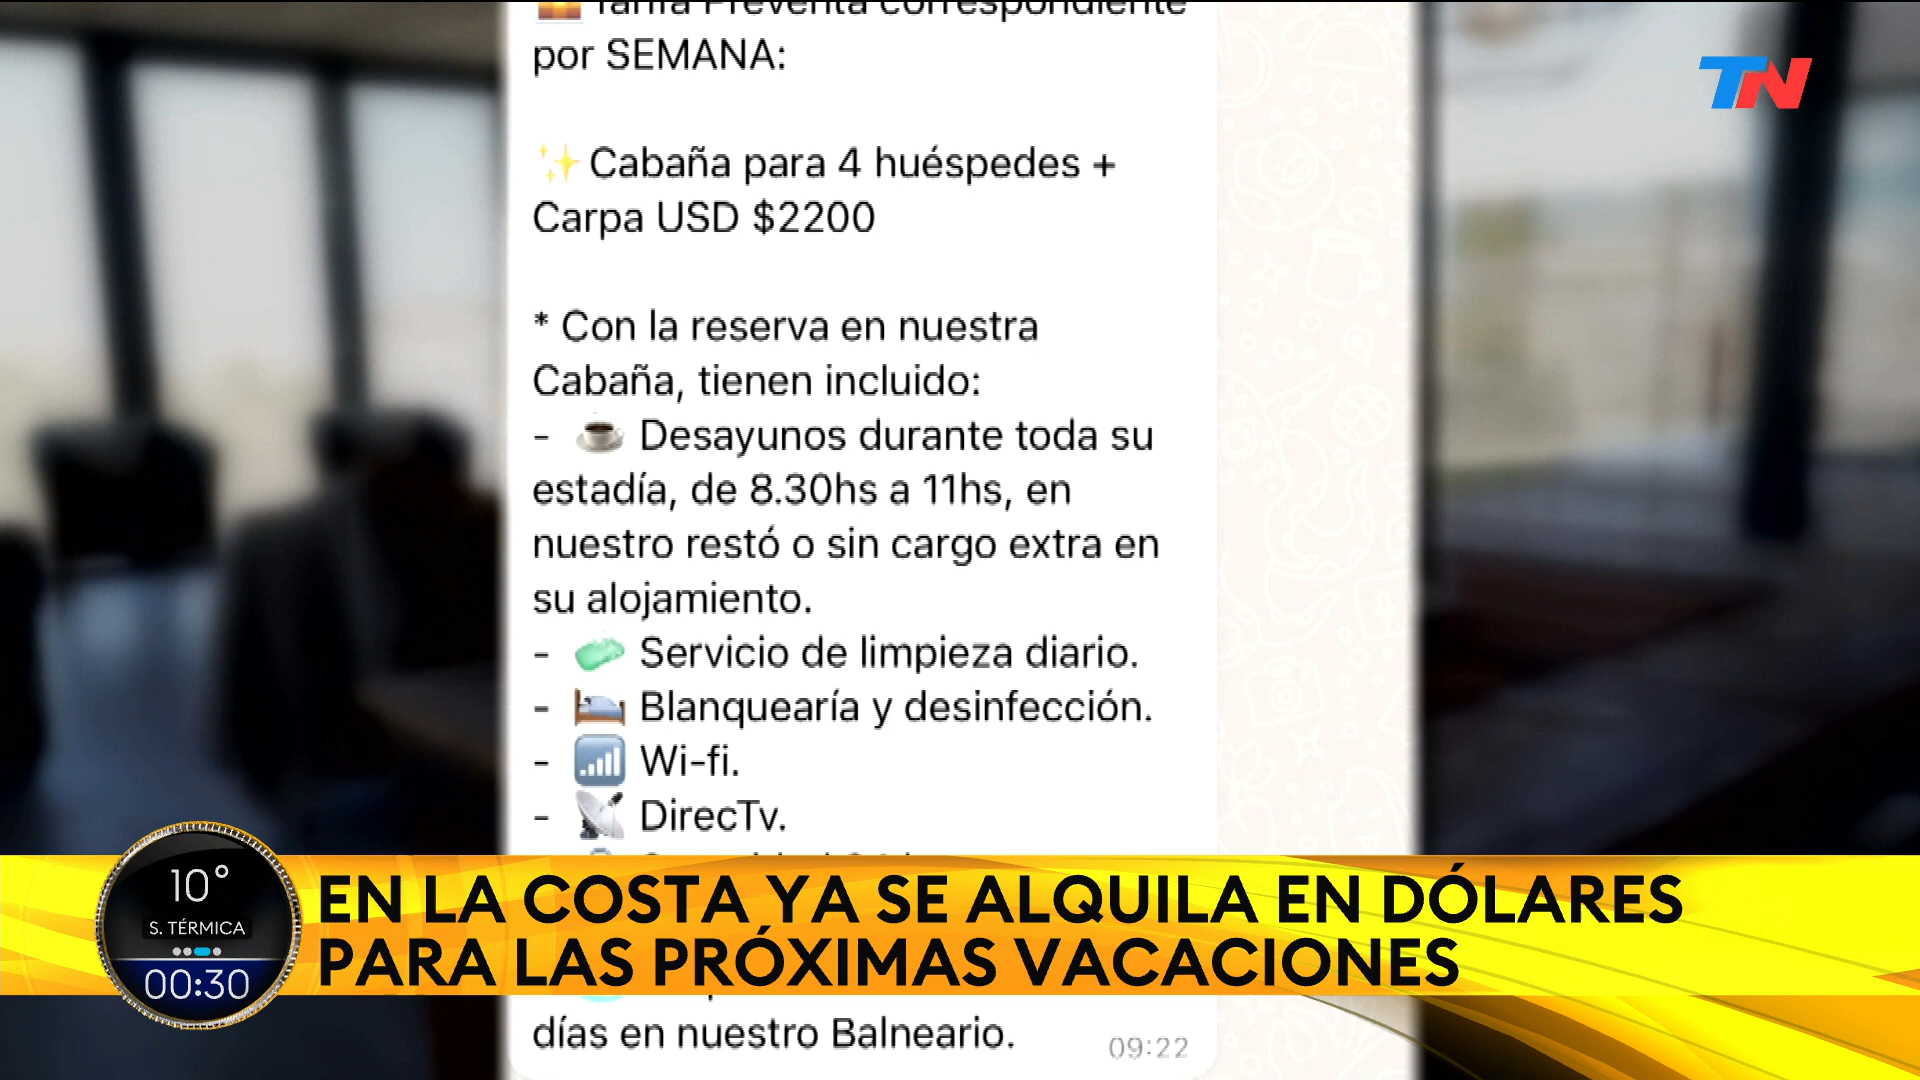 Tarifa Preventa correspondiente
por SEMANA:
TN
Cabaña para 4 huéspedes +
Carpa USD $2200
* Con la reserva en nuestra
Cabaña, tienen incluido:
- Desayunos durante toda su
estadía, de 8.30hs a 11hs, en
nuestro restó o sin cargo extra en
su alojamiento.
- Servicio de limpieza diario.
- Blanquearía y desinfección.
- Wi-fi.
- DirecTv.
10°
S. TÉRMICA
00:30
EN LA COSTA YA SE ALQUILA EN DÓLARES
PARA LAS PRÓXIMAS VACACIONES
días en nuestro Balneario.
09:22